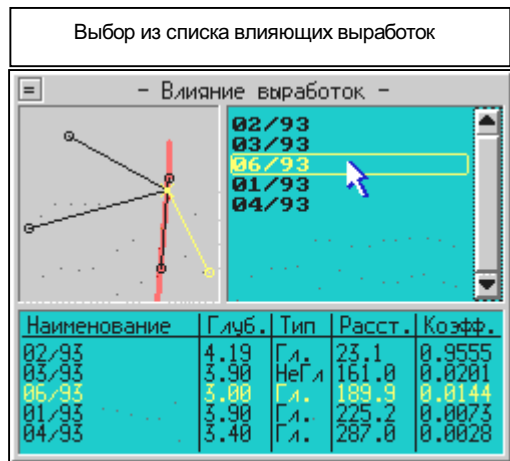 Выбор из списка влияющих выработок
– Влияние выработок –
02/93
03/93
06/93
01/93
04/93
Наименование Глуб. Тип Расст. Коэфф.
02/93 4.19 Гл. 23.1 0.9555
03/93 3.90 НеГл 161.0 0.0201
06/93 3.00 Гл. 189.9 0.0144
01/93 3.90 Гл. 225.2 0.0073
04/93 3.40 Гл. 287.0 0.0028